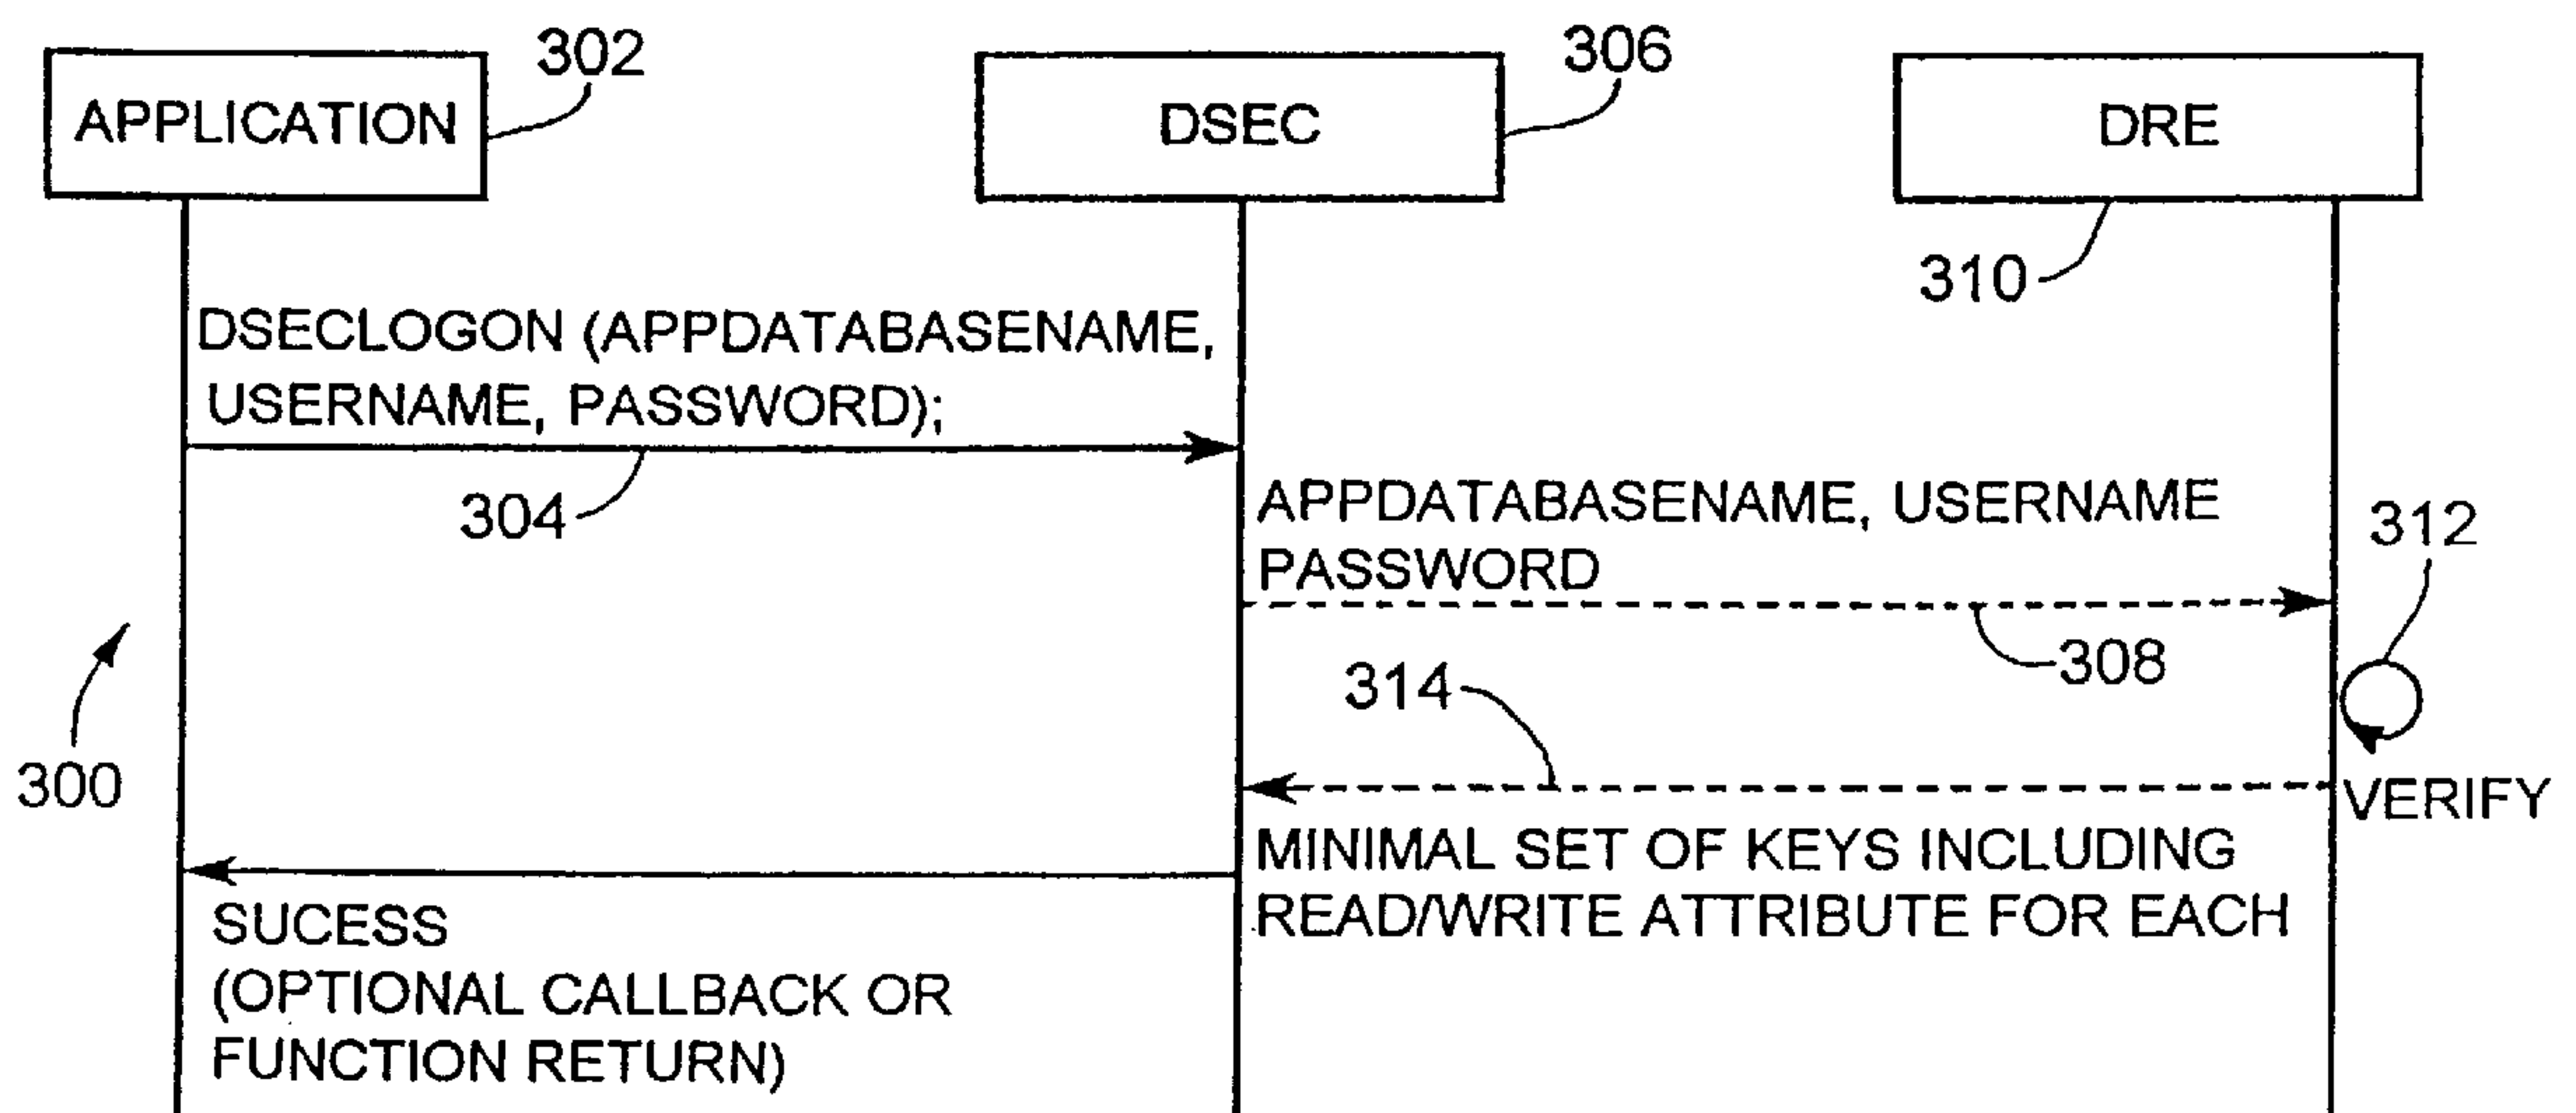 302
306
APPLICATION
DSEC
DRE
310
DSECLOGON (APPDATABASENAME,
USERNAME, PASSWORD);
304
APPDATABASENAME, USERNAME
PASSWORD
312
308
314
300
VERIFY
MINIMAL SET OF KEYS INCLUDING
READ/WRITE ATTRIBUTE FOR EACH
SUCESS
(OPTIONAL CALLBACK OR
FUNCTION RETURN)